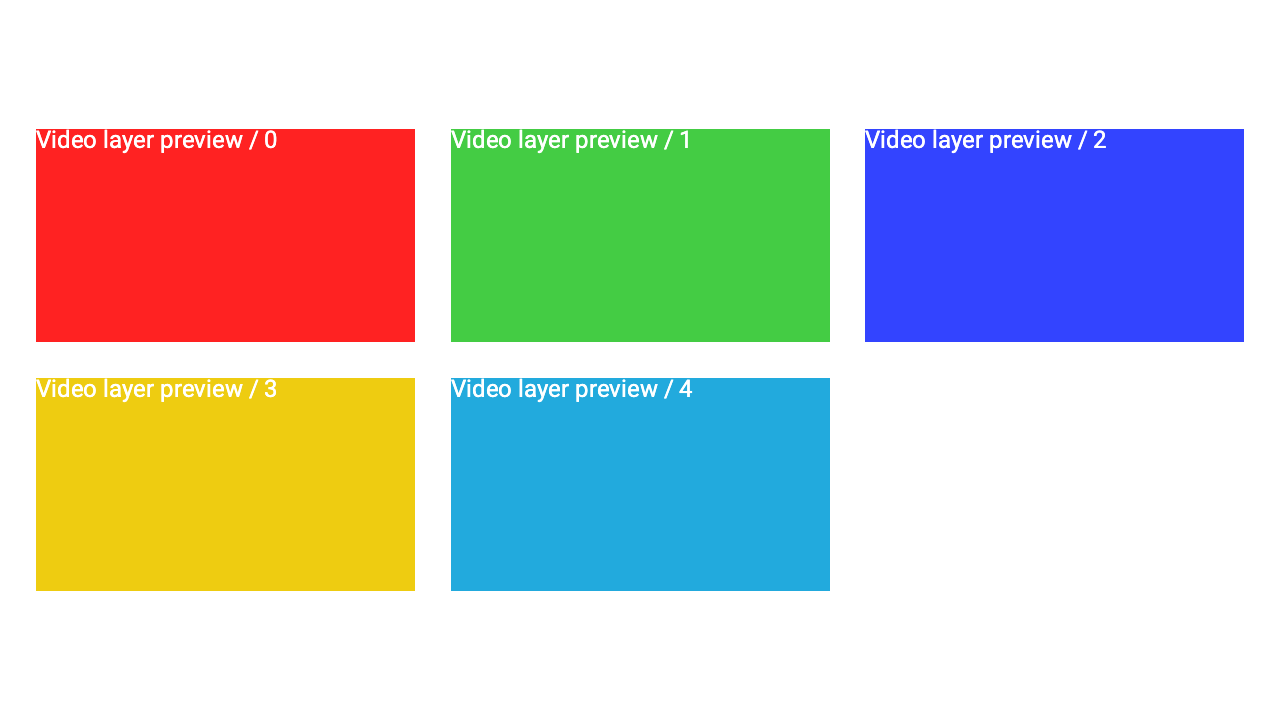 Video layer preview / 0
Video layer preview / 1
Video layer preview / 2
Video layer preview / 3
Video layer preview / 4